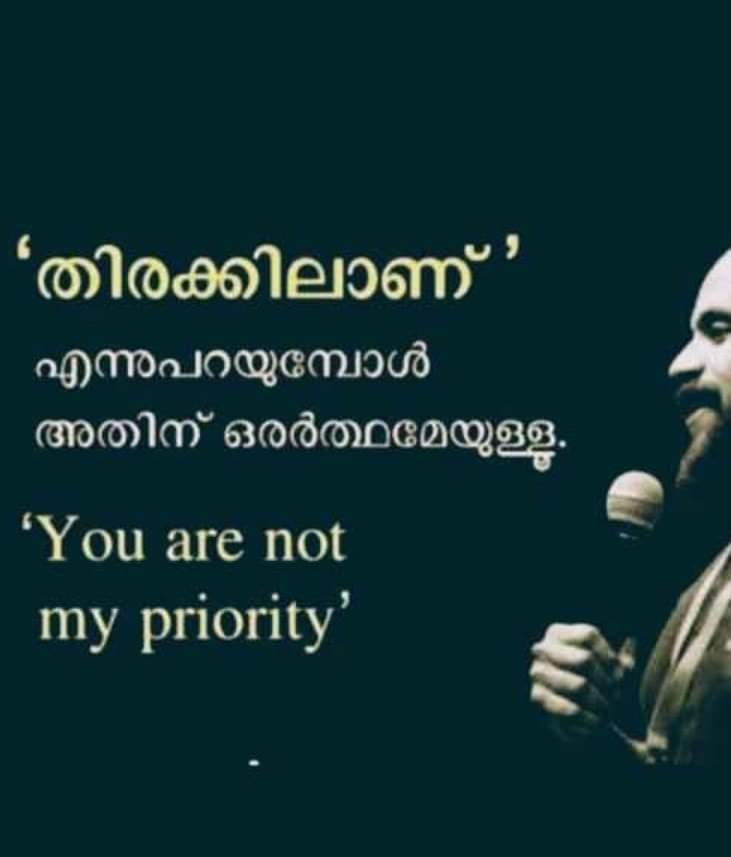 ‘തിരക്കിലാണ്’
എന്നുപറയുമ്പോൾ
അതിന് ഒരർത്ഥമേയുള്ളൂ.
‘You are not
my priority’
-